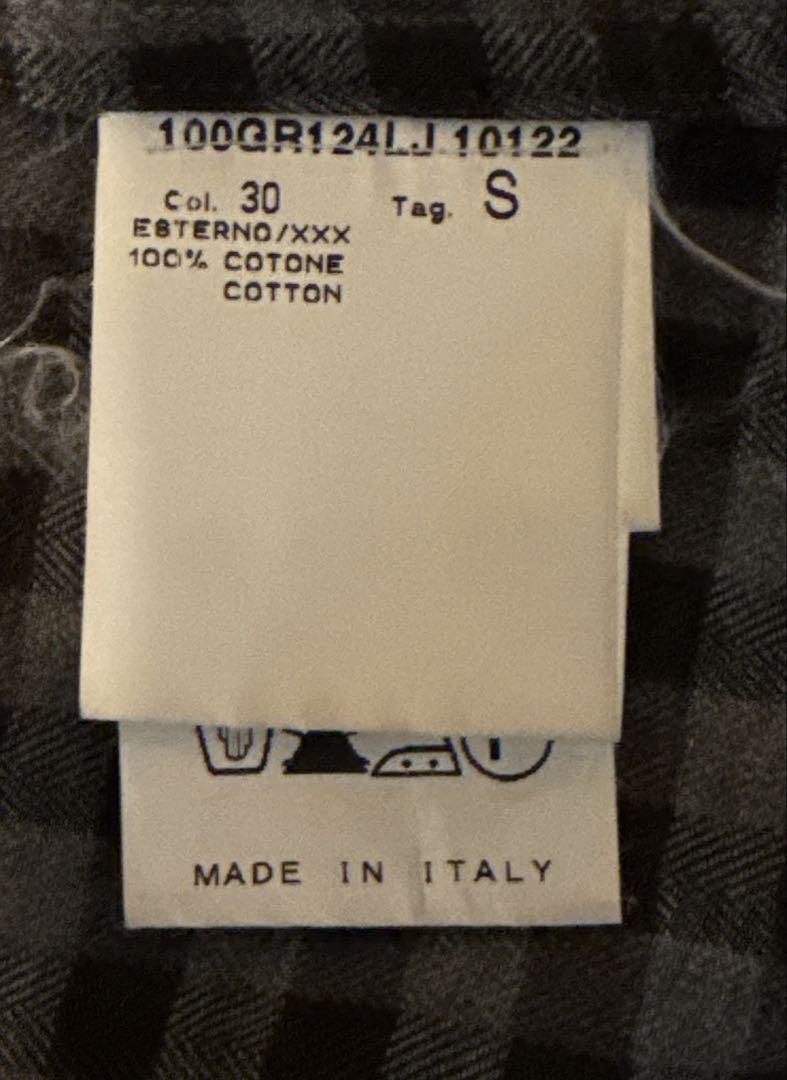 100GR124LJ 10122
Col. 30 Tag. S
ESTERNO/XXX
100% COTONE
COTTON
MADE IN ITALY